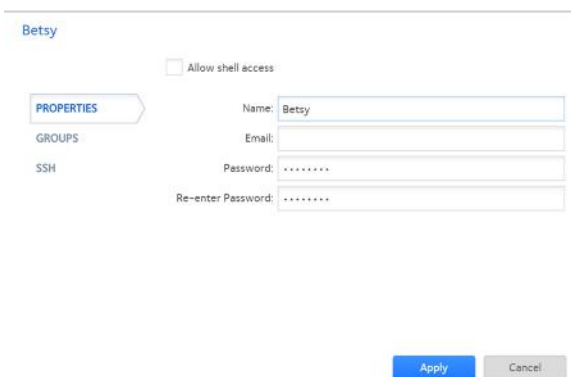 Betsy
Allow shell access
PROPERTIES
Name: Betsy
GROUPS
Email:
SSH
Password: ········
Re-enter Password: ········
Apply Cancel